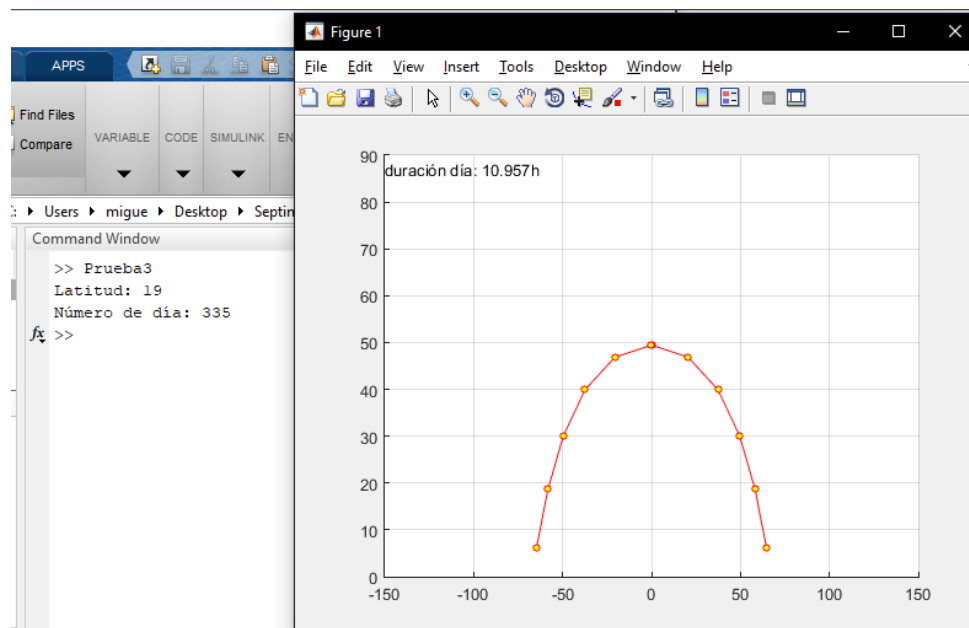 Figure 1
APPS
File Edit View Insert Tools Desktop Window Help
Find Files
Compare
VARIABLE CODE SIMULINK EN
Users migue Desktop Septin
Command Window
>> Prueba3
Latitud: 19
Número de día: 335
fx >>
duración día: 10.957h
90
80
70
60
50
40
30
20
10
0
-150 -100 -50 0 50 100 150